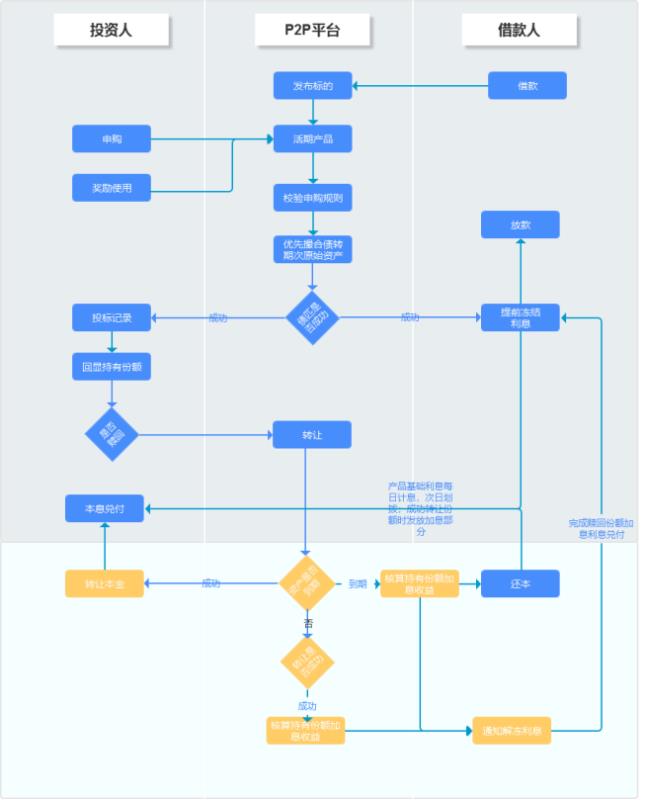 投资人
P2P平台
借款人
发布标的
借款
申购
活期产品
奖励使用
校验申购规则
放款
优先撮合债转
期次原始资产
投标记录
成功
债匹是
否成功
成功
提前冻结
利息
回显持有份额
是否
赎回
转让
产品基础利息每
日计息，次日划
拨；成功转让份
额时发放加息部
分
本息兑付
完成赎回份额加
息利息兑付
转让本金
成功
资产是否
到期
到期
核算持有份额加
息收益
还本
否
转让是
否成功
成功
核算持有份额加
息收益
通知解冻利息